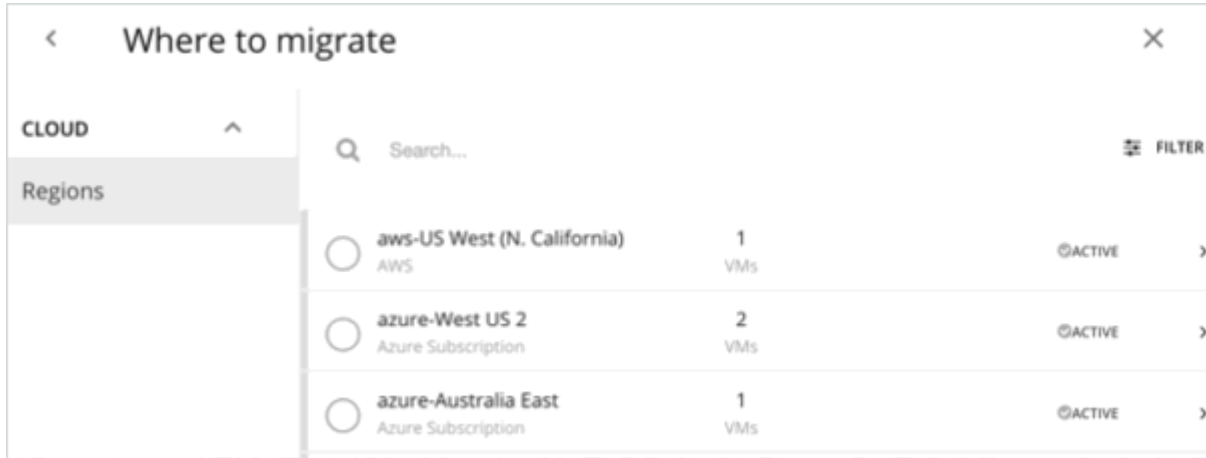 Where to migrate
CLOUD
Regions
Search...
FILTER
aws-US West (N. California) 1 ACTIVE
AWS VMs
azure-West US 2 2 ACTIVE
Azure Subscription VMs
azure-Australia East 1 ACTIVE
Azure Subscription VMs